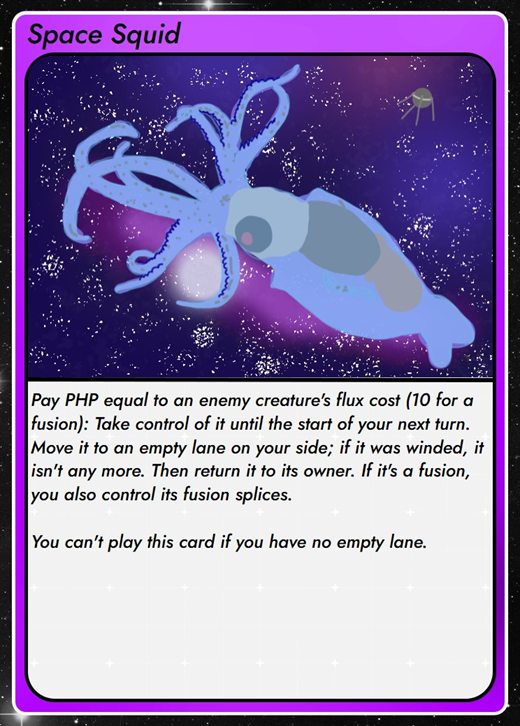 Space Squid
Pay PHP equal to an enemy creature's flux cost (10 for a
fusion): Take control of it until the start of your next turn.
Move it to an empty lane on your side; if it was winded, it
isn't any more. Then return it to its owner. If it's a fusion,
you also control its fusion splices.
You can't play this card if you have no empty lane.